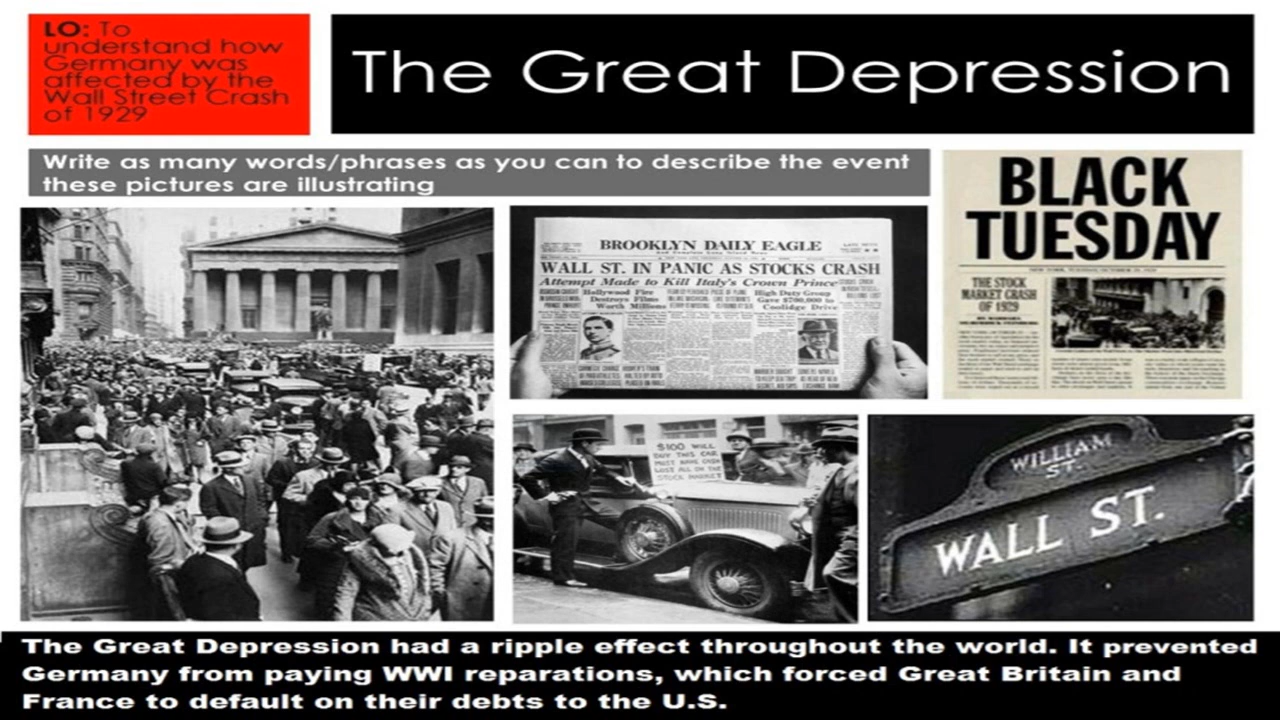 LO: To
understand how
Germany was
affected by the
Wall Street Crash
of 1929
The Great Depression
Write as many words/phrases as you can to describe the event
these pictures are illustrating
BROOKLYN DAILY EAGLE
WALL ST. IN PANIC AS STOCKS CRASH
Attempt Made to Kill Italy's Crown Prince
Hollywood Fire
Destroys Films
Worth Millions
High Duty Group
Gave $700,000 to
Coolidge Drive
BLACK
TUESDAY
NEW YORK, TUESDAY, OCTOBER 29, 1929
THE STOCK
MARKET CRASH
OF 1929
$100 WILL
BUY THIS CAR
MUST HAVE CASH
LOST ALL ON THE
STOCK MARKET
WILLIAM
ST.
WALL ST.
The Great Depression had a ripple effect throughout the world. It prevented
Germany from paying WWI reparations, which forced Great Britain and
France to default on their debts to the U.S.